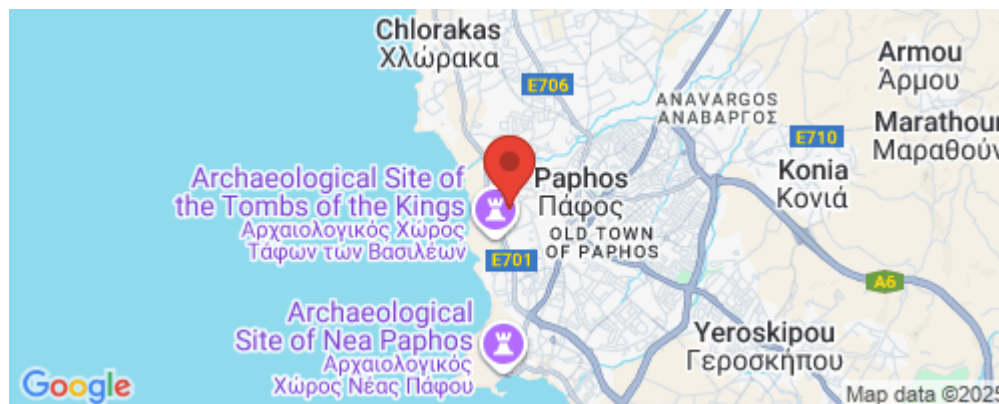 Chlorakas
Χλώρακα
E706
ANAVARGOS
ΑΝΑΒΑΡΓΟΣ
Armou
Άρμου
E710
Marathour
Μαραθούν
Konia
Κονιά
Archaeological Site of
the Tombs of the Kings
Αρχαιολογικός Χώρος
Τάφων των Βασιλέων
Paphos
Πάφος
OLD TOWN
OF PAPHOS
E701
A6
Archaeological
Site of Nea Paphos
Αρχαιολογικός
Χώρος Νέας Πάφου
Yeroskipou
Γεροσκήπου
Google
Map data ©2025